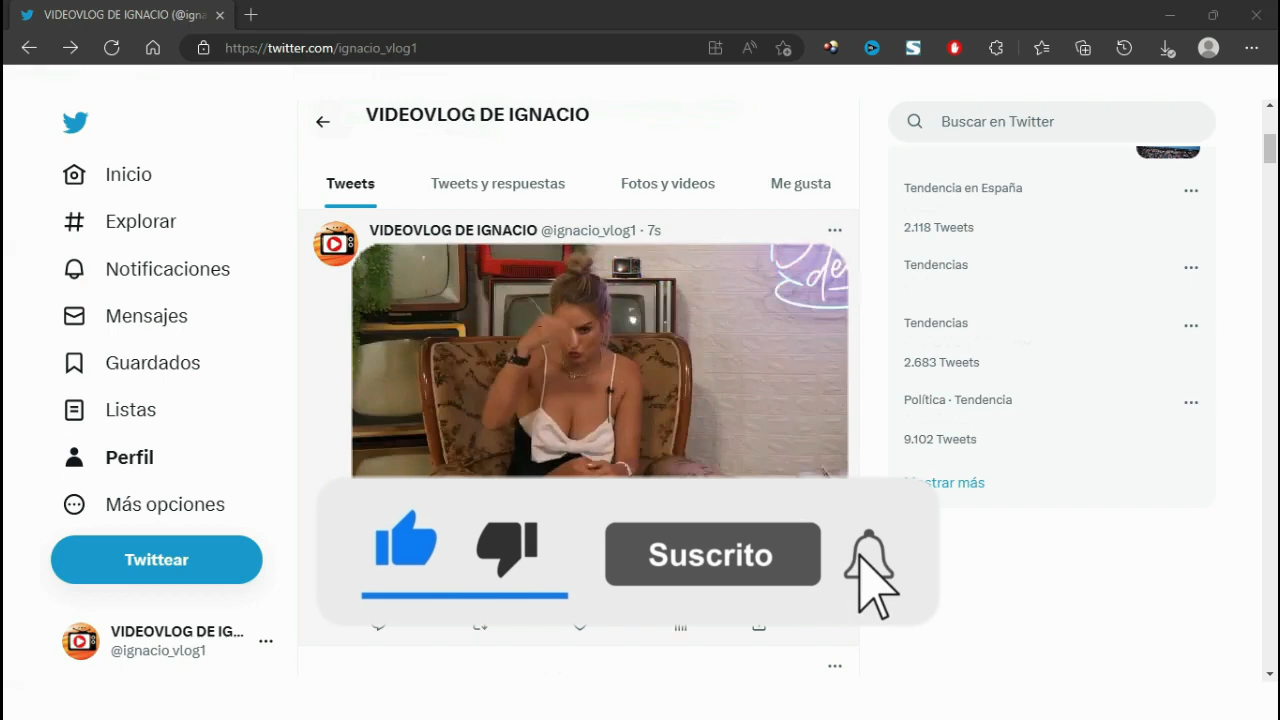 VIDEOVLOG DE IGNACIO (@igna
https://twitter.com/ignacio_vlog1
VIDEOVLOG DE IGNACIO
Buscar en Twitter
Inicio
Explorar
Notificaciones
Mensajes
Guardados
Listas
Perfil
Más opciones
Twittear
VIDEOVLOG DE IG...
@ignacio_vlog1
Tweets
Tweets y respuestas
Fotos y videos
Me gusta
VIDEOVLOG DE IGNACIO @ignacio_vlog1 · 7s
Suscrito
Tendencia en España
2.118 Tweets
Tendencias
Tendencias
2.683 Tweets
Política · Tendencia
9.102 Tweets
más